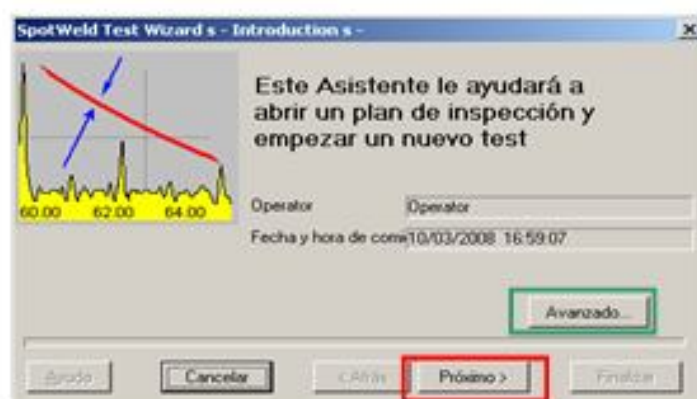 SpotWeld Test Wizard s - Introduction s -
Este Asistente le ayudará a
abrir un plan de inspección y
empezar un nuevo test
60.00 62.00 64.00
Operator Operator
Fecha y hora de come 10/03/2008 16:59:07
Avanzado...
Ayuda Cancelar < Atrás Próximo > Finalizar